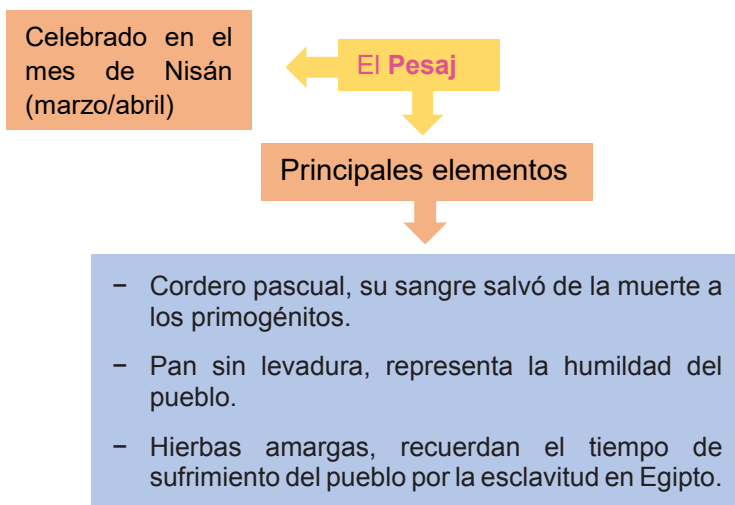 Celebrado en el
mes de Nisán
(marzo/abril)
El Pesaj
Principales elementos
− Cordero pascual, su sangre salvó de la muerte a
los primogénitos.
− Pan sin levadura, representa la humildad del
pueblo.
− Hierbas amargas, recuerdan el tiempo de
sufrimiento del pueblo por la esclavitud en Egipto.